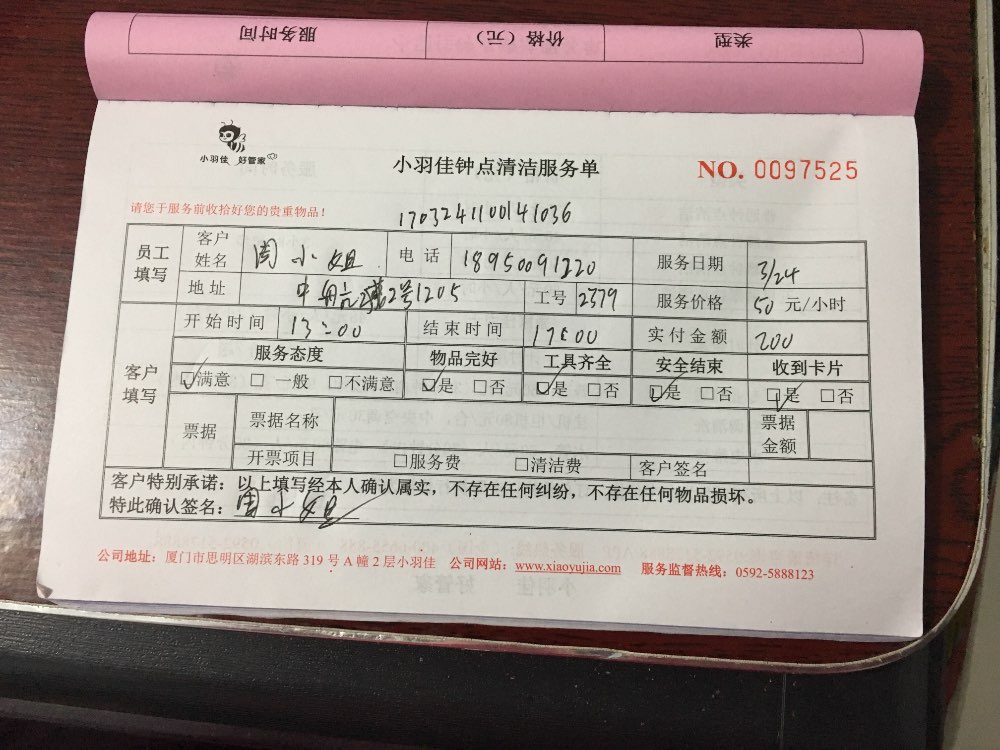 服务时间 价格（元） 类型
小羽佳 好管家
小羽佳钟点清洁服务单
NO. 0097525
请您于服务前收拾好您的贵重物品！
1703241100141036
员工填写 客户姓名 周小姐 电话 18950091220 服务日期 3/24
地址 中 2号1205 工号 2379 服务价格 50 元/小时
开始时间 13:00 结束时间 17:00 实付金额 200
客户填写 服务态度 物品完好 工具齐全 安全结束 收到卡片
☑满意 □一般 □不满意 ☑是 □否 ☑是 □否 ☑是 □否 ☑是 □否
票据 票据名称 票据金额
开票项目 □服务费 □清洁费 客户签名
客户特别承诺：以上填写经本人确认属实，不存在任何纠纷，不存在任何物品损坏。
特此确认签名：周小姐
公司地址：厦门市思明区湖滨东路 319 号 A 幢 2 层小羽佳 公司网站：www.xiaoyujia.com 服务监督热线：0592-5888123